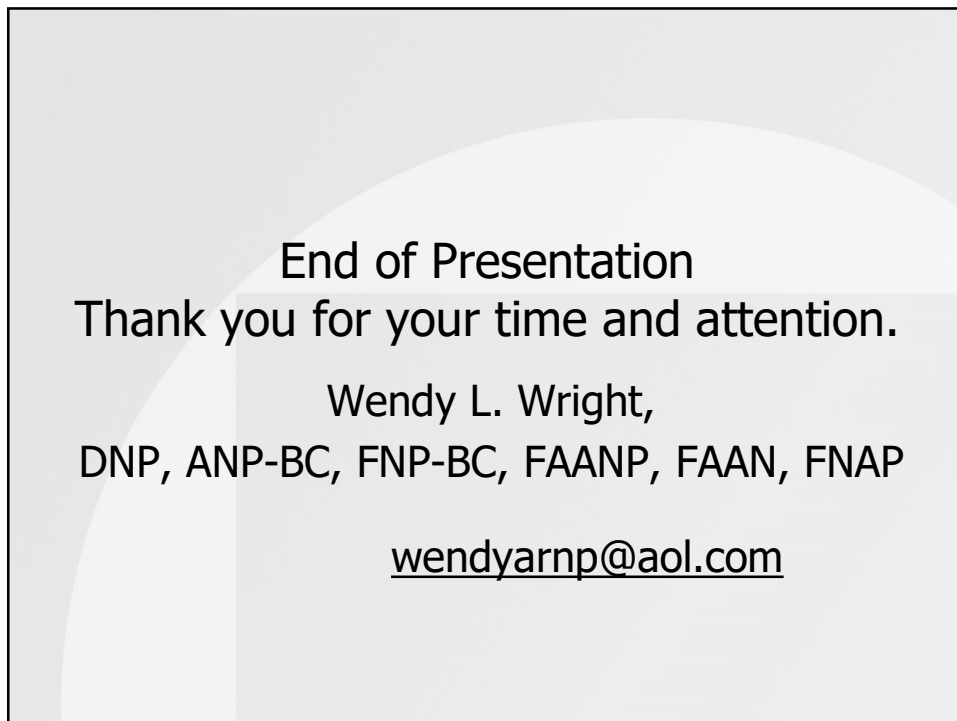 End of Presentation
Thank you for your time and attention.
Wendy L. Wright,
DNP, ANP-BC, FNP-BC, FAANP, FAAN, FNAP
wendyarnp@aol.com